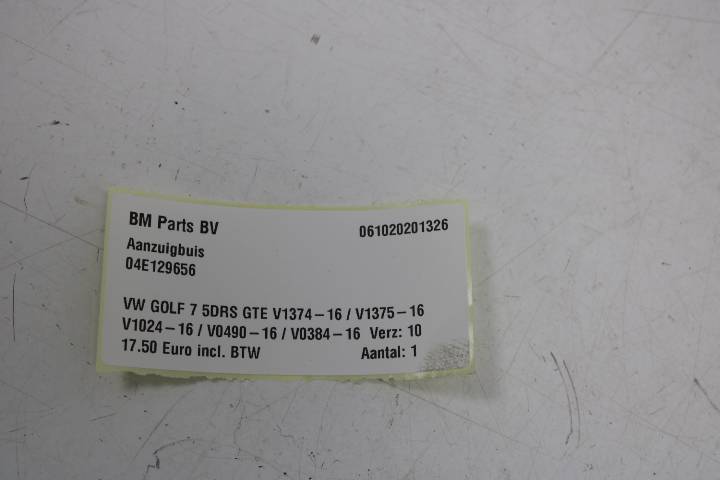 BM Parts BV 061020201326
Aanzuigbuis
04E129656
VW GOLF 7 5DRS GTE V1374-16 / V1375-16
V1024-16 / V0490-16 / V0384-16 Verz: 10
17.50 Euro incl. BTW Aantal: 1